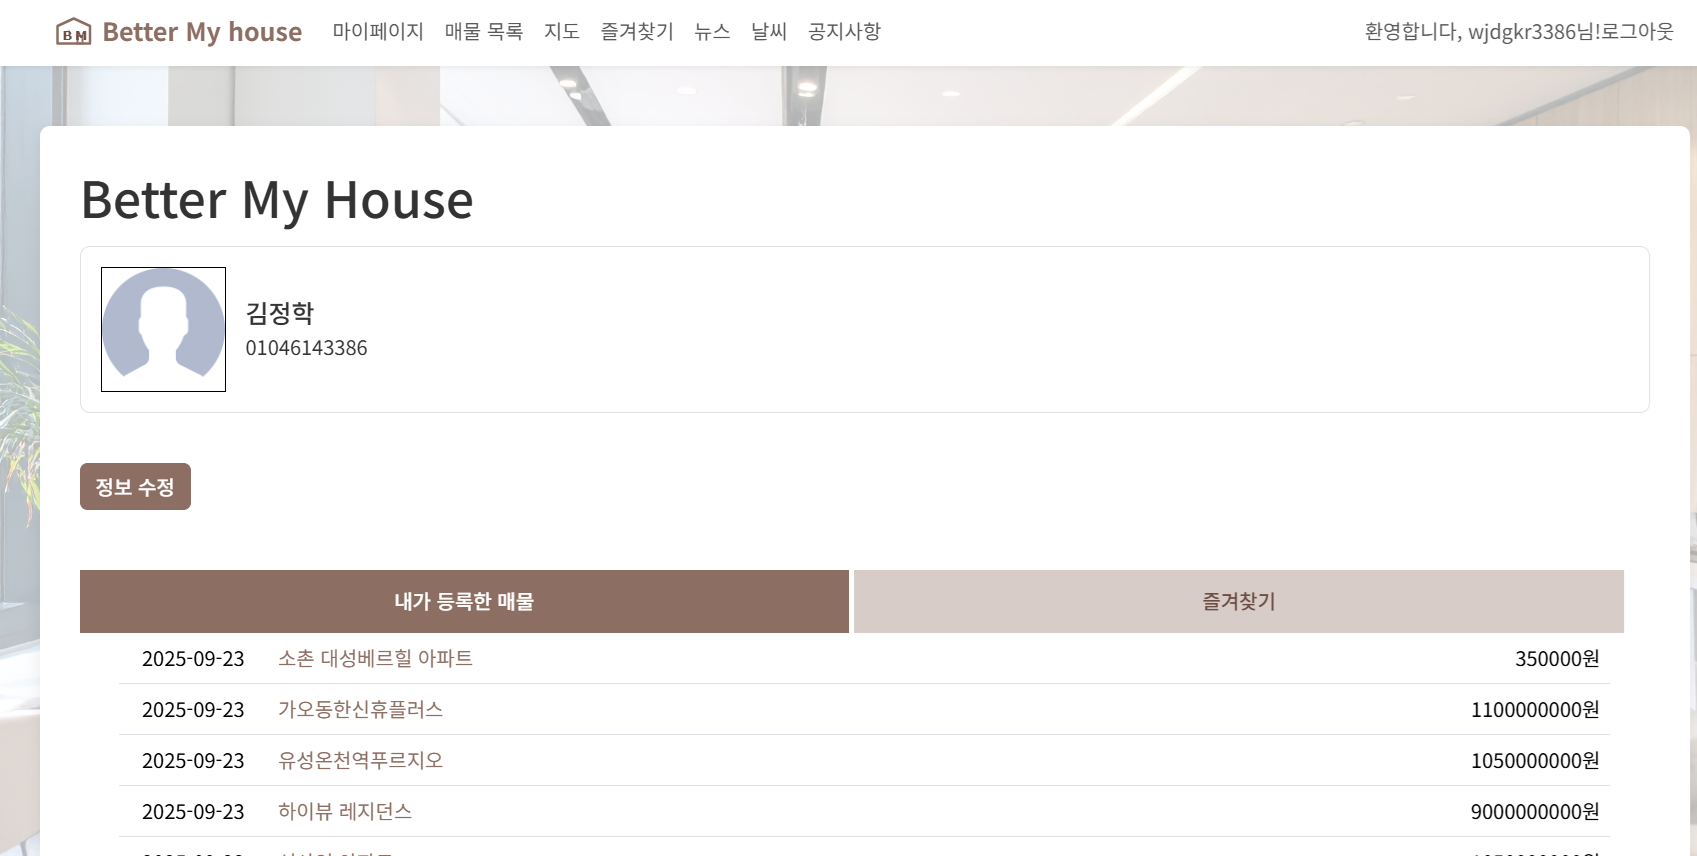 BM Better My house 마이페이지 매물 목록 지도 즐겨찾기 뉴스 날씨 공지사항 환영합니다, wjdgkr3386님!로그아웃
Better My House
김정학
01046143386
정보 수정
내가 등록한 매물 즐겨찾기
2025-09-23 소촌 대성베르힐 아파트 350000원
2025-09-23 가오동한신휴플러스 1100000000원
2025-09-23 유성온천역푸르지오 1050000000원
2025-09-23 하이뷰 레지던스 9000000000원